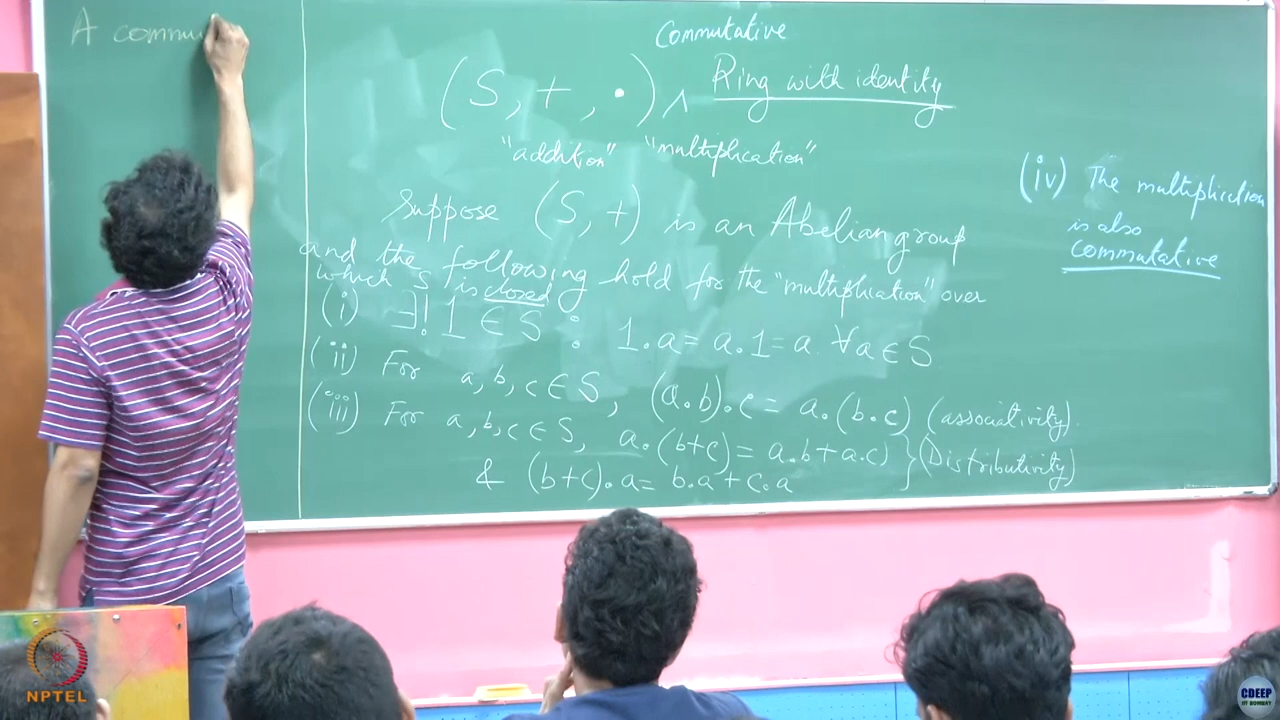 A commu
Commutative
(S, +, •) ∧ Ring with identity
"addition" "multiplication"
Suppose (S, +) is an Abelian group
and the following hold for the "multiplication" over
which S is closed
(i) ∃! 1 ∈ S : 1.a = a.1 = a ∀ a ∈ S
(ii) For a, b, c ∈ S, (a.b).c = a.(b.c) (associativity).
(iii) For a, b, c ∈ S, a.(b+c) = a.b + a.c
& (b+c).a = b.a + c.a } (Distributivity)
(iv) The multiplication
is also
commutative
NPTEL
CDEEP
IIT BOMBAY